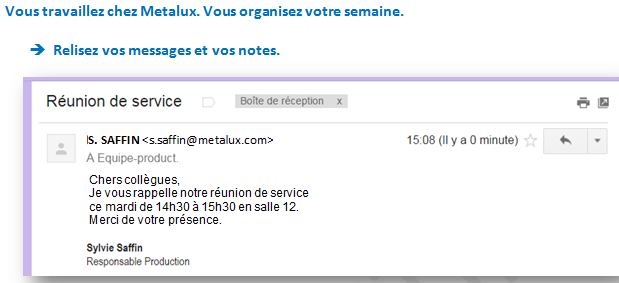 Vous travaillez chez Metalux. Vous organisez votre semaine.
➔ Relisez vos messages et vos notes.
Réunion de service Boîte de réception x
S. SAFFIN <s.saffin@metalux.com> 15:08 (Il y a 0 minute)
A Equipe-product.
Chers collègues,
Je vous rappelle notre réunion de service
ce mardi de 14h30 à 15h30 en salle 12.
Merci de votre présence.
Sylvie Saffin
Responsable Production